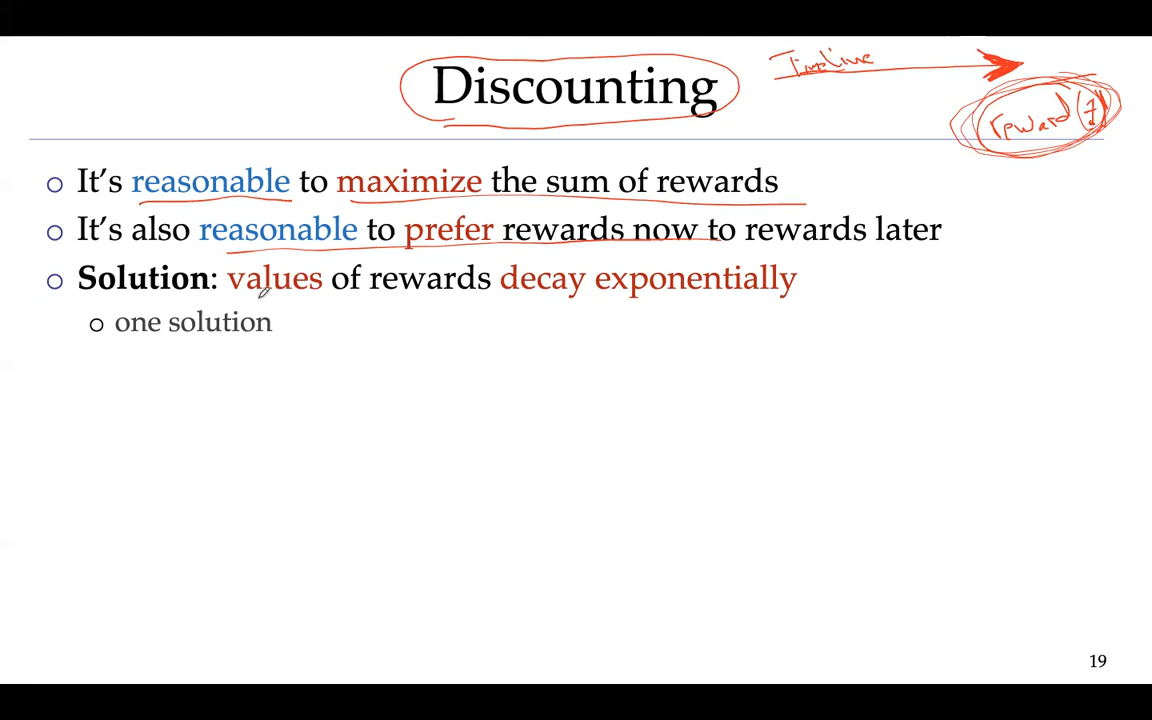 Discounting
Timeline
reward(?)
It's reasonable to maximize the sum of rewards
It's also reasonable to prefer rewards now to rewards later
Solution: values of rewards decay exponentially
one solution
19